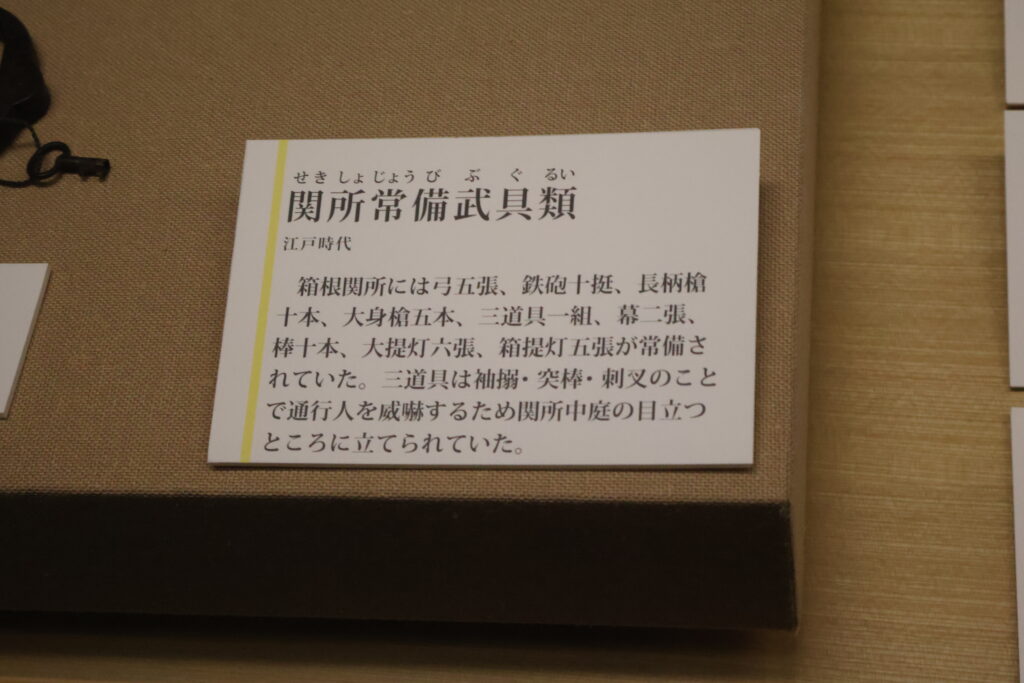 せきしょじょうびぶぐるい
関所常備武具類
江戸時代
箱根関所には弓五張、鉄砲十挺、長柄槍
十本、大身槍五本、三道具一組、幕二張、
棒十本、大提灯六張、箱提灯五張が常備さ
れていた。三道具は袖搦・突棒・刺叉のこと
で通行人を威嚇するため関所中庭の目立つ
ところに立てられていた。